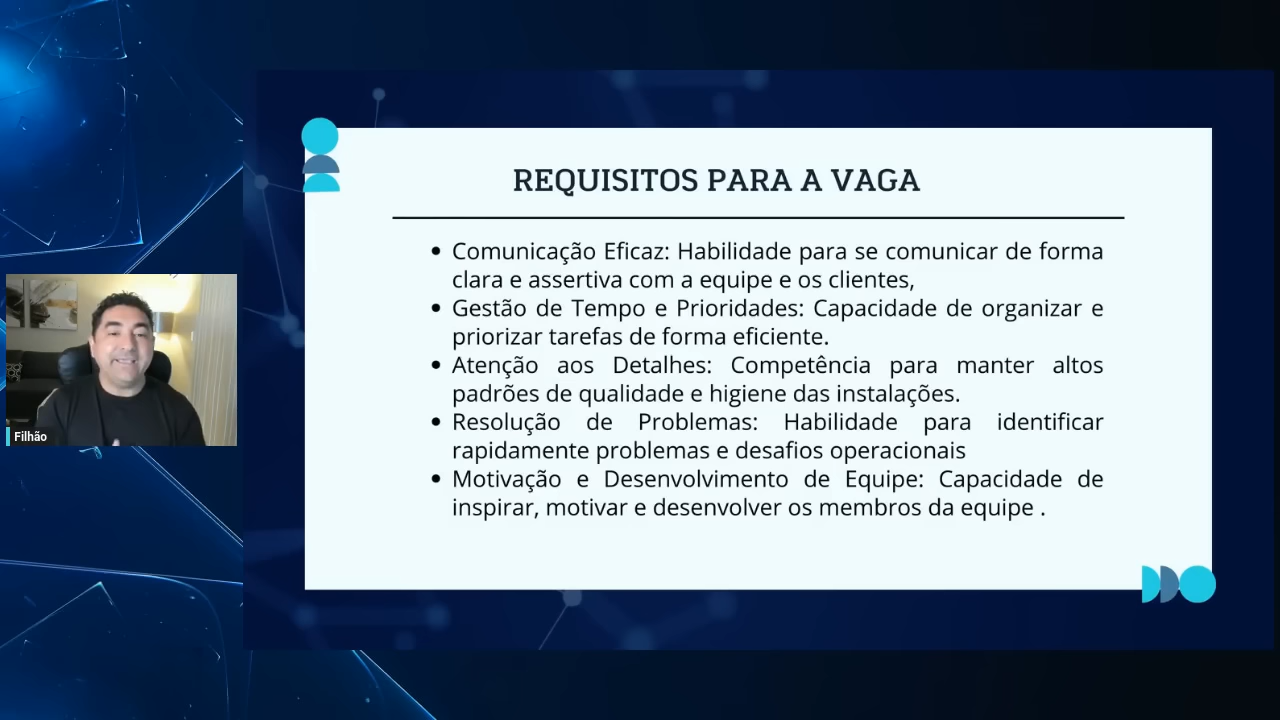 REQUISITOS PARA A VAGA
Comunicação Eficaz: Habilidade para se comunicar de forma
clara e assertiva com a equipe e os clientes,
Gestão de Tempo e Prioridades: Capacidade de organizar e
priorizar tarefas de forma eficiente.
Atenção aos Detalhes: Competência para manter altos
padrões de qualidade e higiene das instalações.
Resolução de Problemas: Habilidade para identificar
rapidamente problemas e desafios operacionais
Motivação e Desenvolvimento de Equipe: Capacidade de
inspirar, motivar e desenvolver os membros da equipe .
Filhão